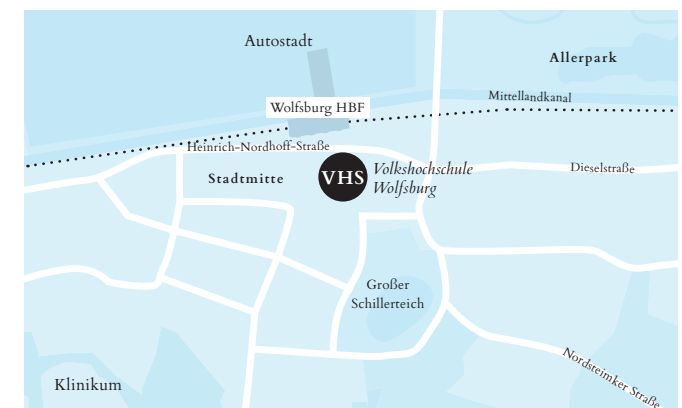 Autostadt
Allerpark
Mittellandkanal
Wolfsburg HBF
Heinrich-Nordhoff-Straße
Stadtmitte
VHS
Volkshochschule
Wolfsburg
Dieselstraße
Großer
Schillerteich
Nordsteimker Straße
Klinikum